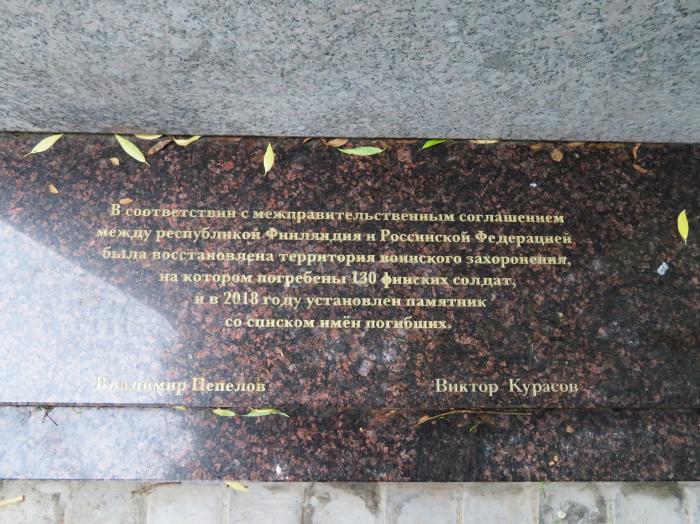 В соответствии с межправительственным соглашением
между республикой Финляндия и Российской Федерацией
была восстановлена территория воинского захоронения,
на котором погребены 130 финских солдат,
и в 2018 году установлен памятник
со списком имён погибших.
Владимир Пепелов Виктор Курасов